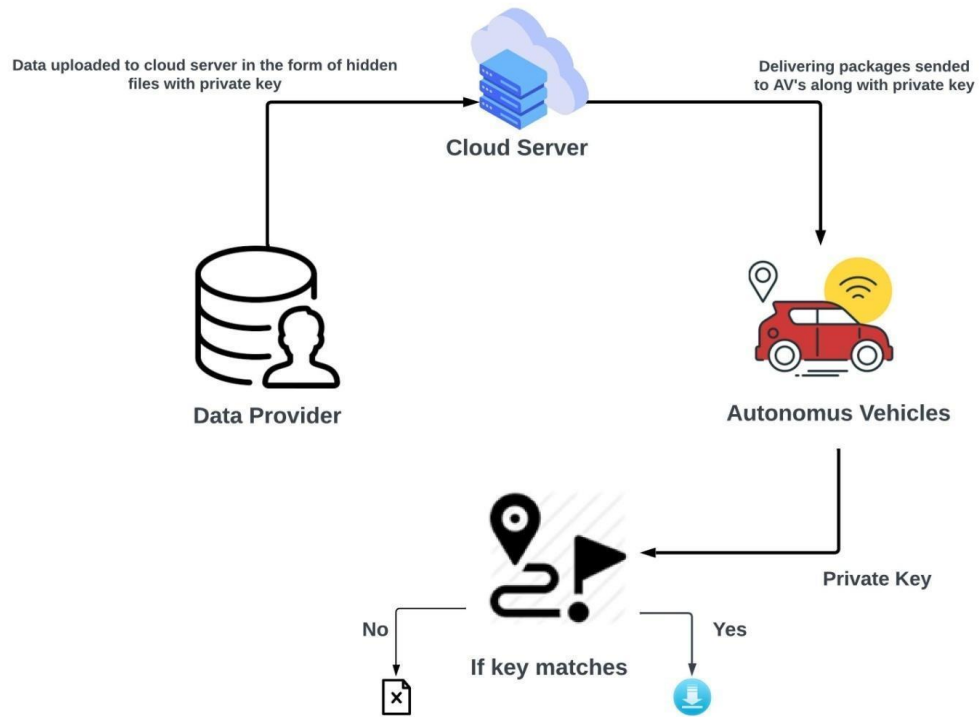 Data uploaded to cloud server in the form of hidden
files with private key
Delivering packages sended
to AV's along with private key
Cloud Server
Data Provider
Autonomus Vehicles
Private Key
No
Yes
If key matches